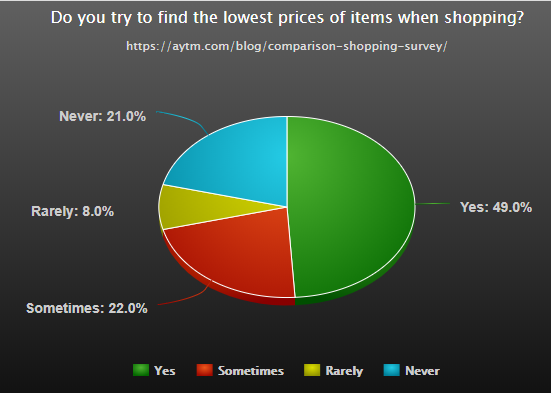 Do you try to find the lowest prices of items when shopping?
https://aytm.com/blog/comparison-shopping-survey/
Never: 21.0%
Yes: 49.0%
Rarely: 8.0%
Sometimes: 22.0%
Yes Sometimes Rarely Never